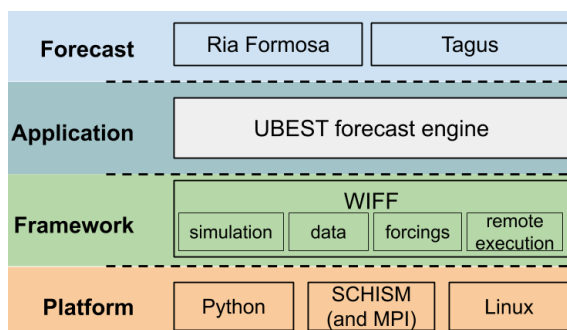 Forecast
Ria Formosa
Tagus
Application
UBEST forecast engine
Framework
WIFF
simulation
data
forcings
remote
execution
Platform
Python
SCHISM
(and MPI)
Linux